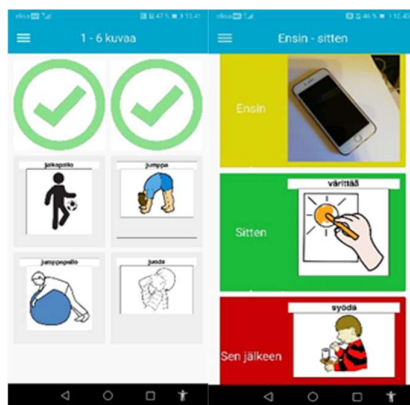 1 - 6 kuvaa
jalkapallo
jumppa
jumppapallo
juoda
Ensin - sitten
Ensin
värittää
Sitten
syödä
Sen jälkeen